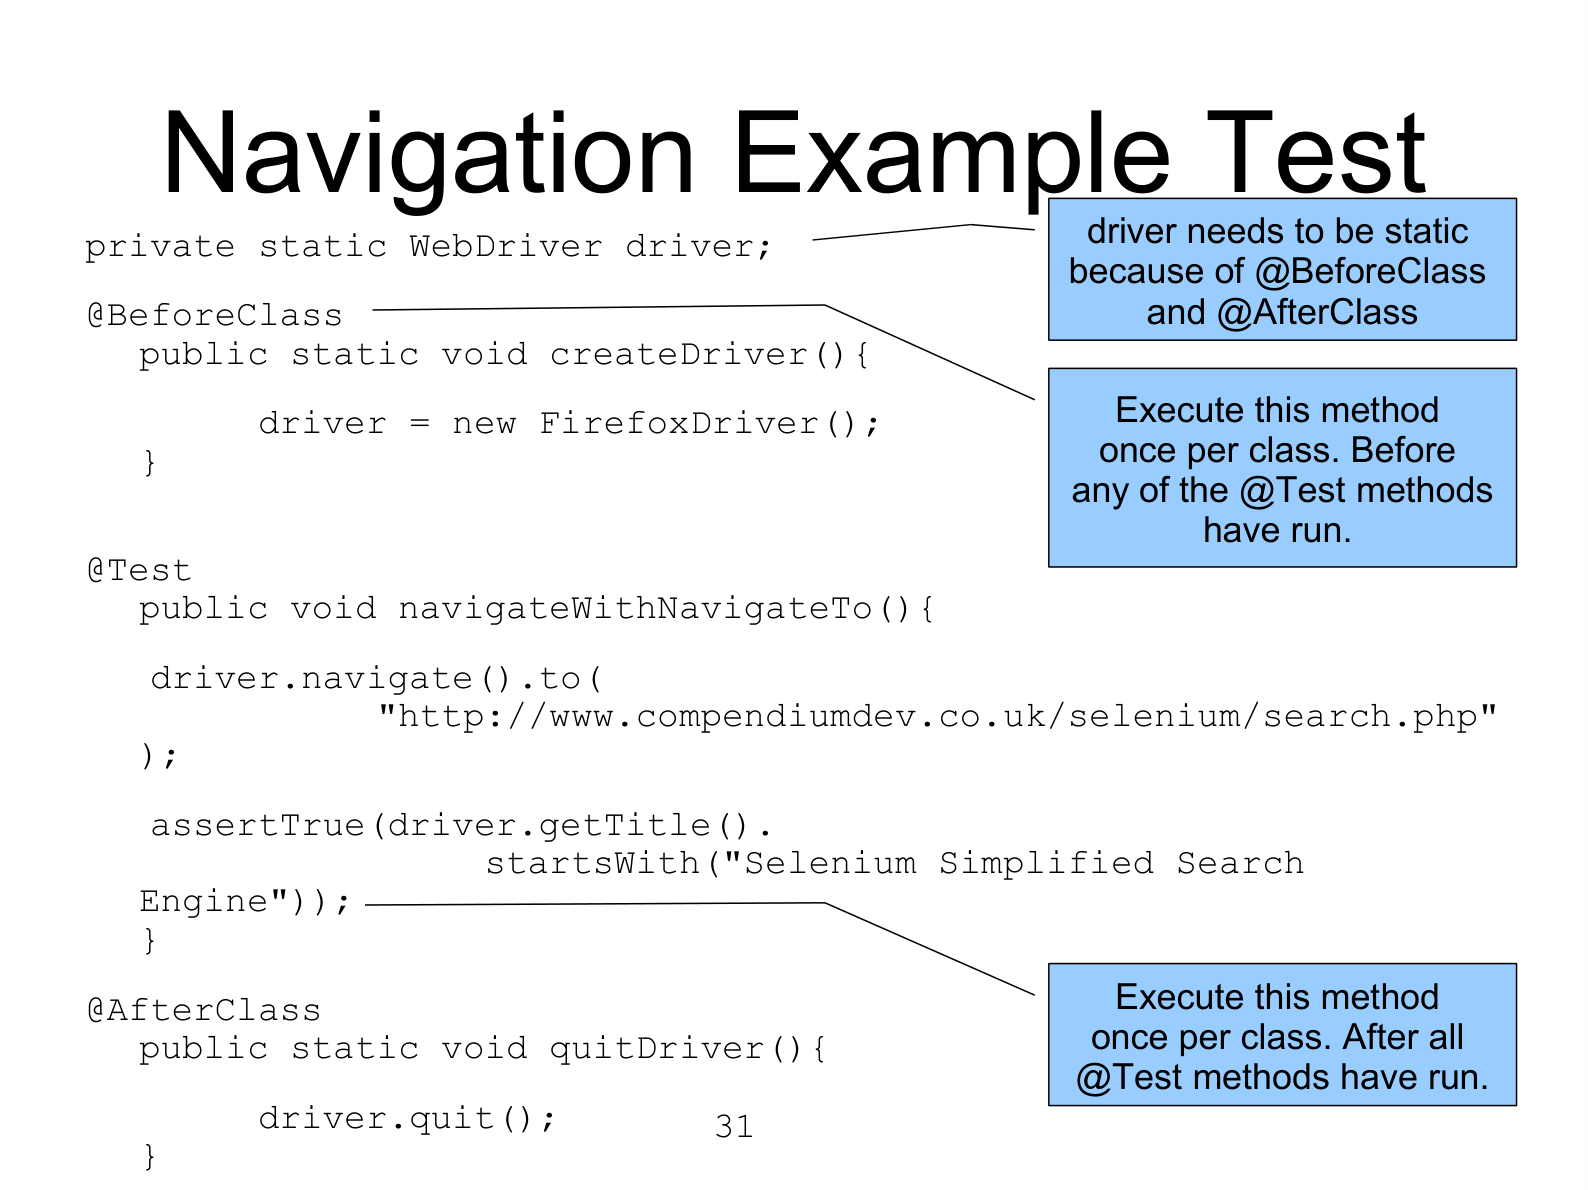 Navigation Example Test
private static WebDriver driver;
driver needs to be static
because of @BeforeClass
and @AfterClass
@BeforeClass
public static void createDriver(){
driver = new FirefoxDriver();
}
Execute this method
once per class. Before
any of the @Test methods
have run.
@Test
public void navigateWithNavigateTo(){
driver.navigate().to(
"http://www.compendiumdev.co.uk/selenium/search.php"
);
assertTrue(driver.getTitle().
startsWith("Selenium Simplified Search
Engine"));
}
@AfterClass
public static void quitDriver(){
driver.quit();
}
Execute this method
once per class. After all
@Test methods have run.
31